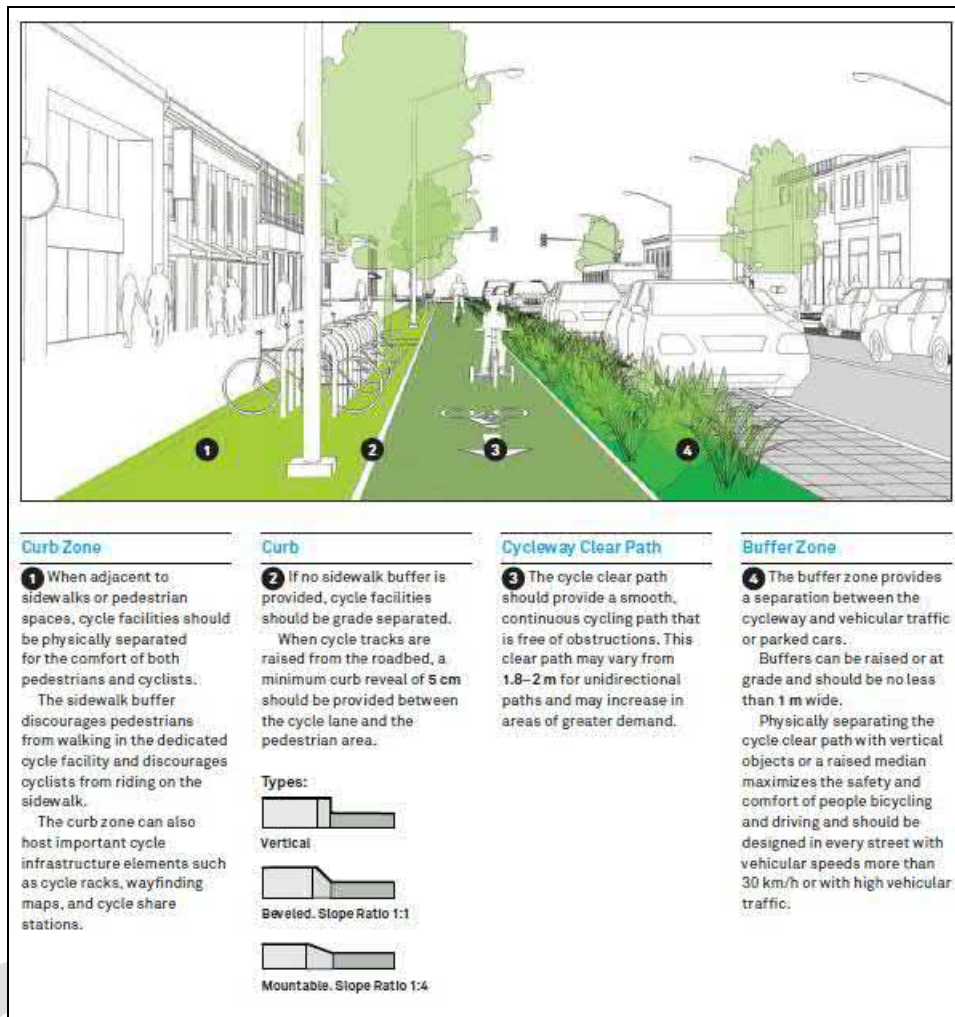 1
2
3
4
Curb Zone
1 When adjacent to
sidewalks or pedestrian
spaces, cycle facilities should
be physically separated
for the comfort of both
pedestrians and cyclists.
The sidewalk buffer
discourages pedestrians
from walking in the dedicated
cycle facility and discourages
cyclists from riding on the
sidewalk.
The curb zone can also
host important cycle
infrastructure elements such
as cycle racks, wayfinding
maps, and cycle share
stations.
Curb
2 If no sidewalk buffer is
provided, cycle facilities
should be grade separated.
When cycle tracks are
raised from the roadbed, a
minimum curb reveal of 5 cm
should be provided between
the cycle lane and the
pedestrian area.
Types:
Vertical
Beveled. Slope Ratio 1:1
Mountable. Slope Ratio 1:4
Cycleway Clear Path
3 The cycle clear path
should provide a smooth,
continuous cycling path that
is free of obstructions. This
clear path may vary from
1.8–2 m for unidirectional
paths and may increase in
areas of greater demand.
Buffer Zone
4 The buffer zone provides
a separation between the
cycleway and vehicular traffic
or parked cars.
Buffers can be raised or at
grade and should be no less
than 1 m wide.
Physically separating the
cycle clear path with vertical
objects or a raised median
maximizes the safety and
comfort of people bicycling
and driving and should be
designed in every street with
vehicular speeds more than
30 km/h or with high vehicular
traffic.